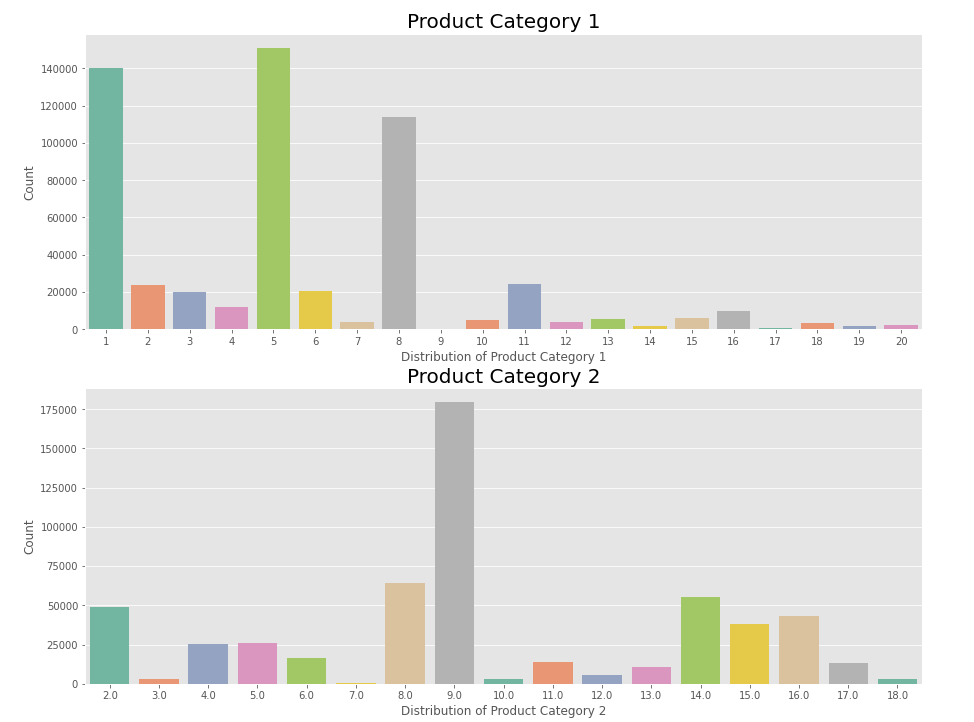 Product Category 1
140000
120000
100000
80000
60000
40000
20000
0
Count
1 2 3 4 5 6 7 8 9 10 11 12 13 14 15 16 17 18 19 20
Distribution of Product Category 1
Product Category 2
175000
150000
125000
100000
75000
50000
25000
0
Count
2.0 3.0 4.0 5.0 6.0 7.0 8.0 9.0 10.0 11.0 12.0 13.0 14.0 15.0 16.0 17.0 18.0
Distribution of Product Category 2